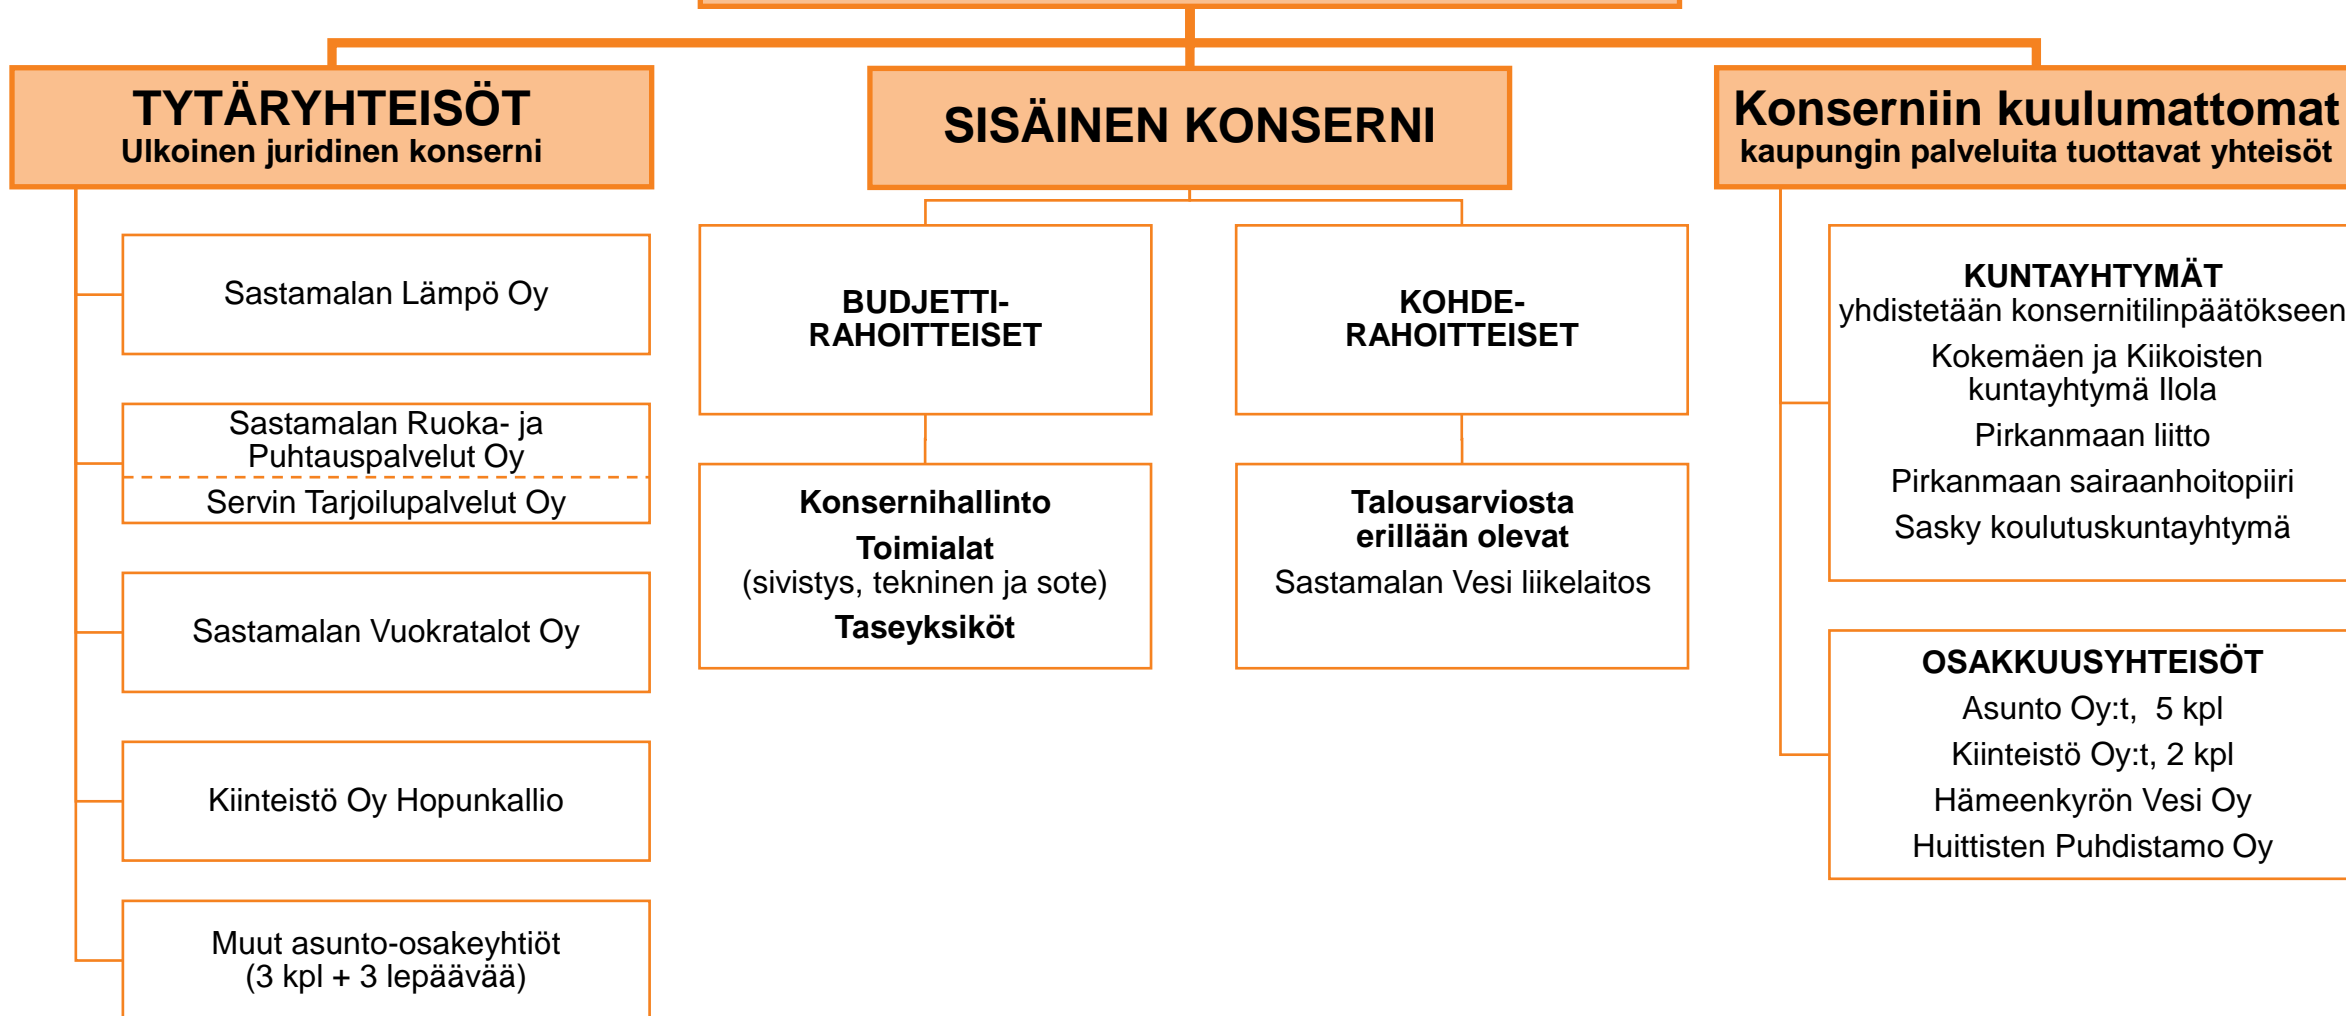 TYTÄRYHTEISÖT
Ulkoinen juridinen konserni
Sastamalan Lämpö Oy
Sastamalan Ruoka- ja
Puhtauspalvelut Oy
Servin Tarjoilupalvelut Oy
Sastamalan Vuokratalot Oy
Kiinteistö Oy Hopunkallio
Muut asunto-osakeyhtiöt
(3 kpl + 3 lepäävää)
SISÄINEN KONSERNI
BUDJETTI-
RAHOITTEISET
Konsernihallinto
Toimialat
(sivistys, tekninen ja sote)
Taseyksiköt
KOHDE-
RAHOITTEISET
Talousarviosta
erillään olevat
Sastamalan Vesi liikelaitos
Konserniin kuulumattomat
kaupungin palveluita tuottavat yhteisöt
KUNTAYHTYMÄT
yhdistetään konsernitilinpäätökseen
Kokemäen ja Kiikoisten
kuntayhtymä Ilola
Pirkanmaan liitto
Pirkanmaan sairaanhoitopiiri
Sasky koulutuskuntayhtymä
OSAKKUUSYHTEISÖT
Asunto Oy:t, 5 kpl
Kiinteistö Oy:t, 2 kpl
Hämeenkyrön Vesi Oy
Huittisten Puhdistamo Oy